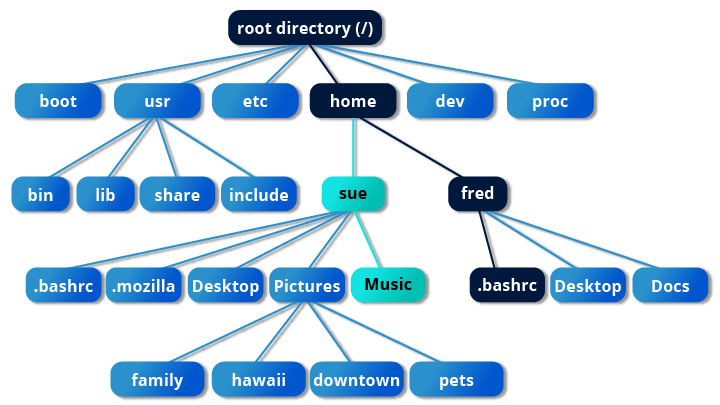 root directory (/)
boot usr etc home dev proc
bin lib share include sue fred
.bashrc .mozilla Desktop Pictures Music .bashrc Desktop Docs
family hawaii downtown pets